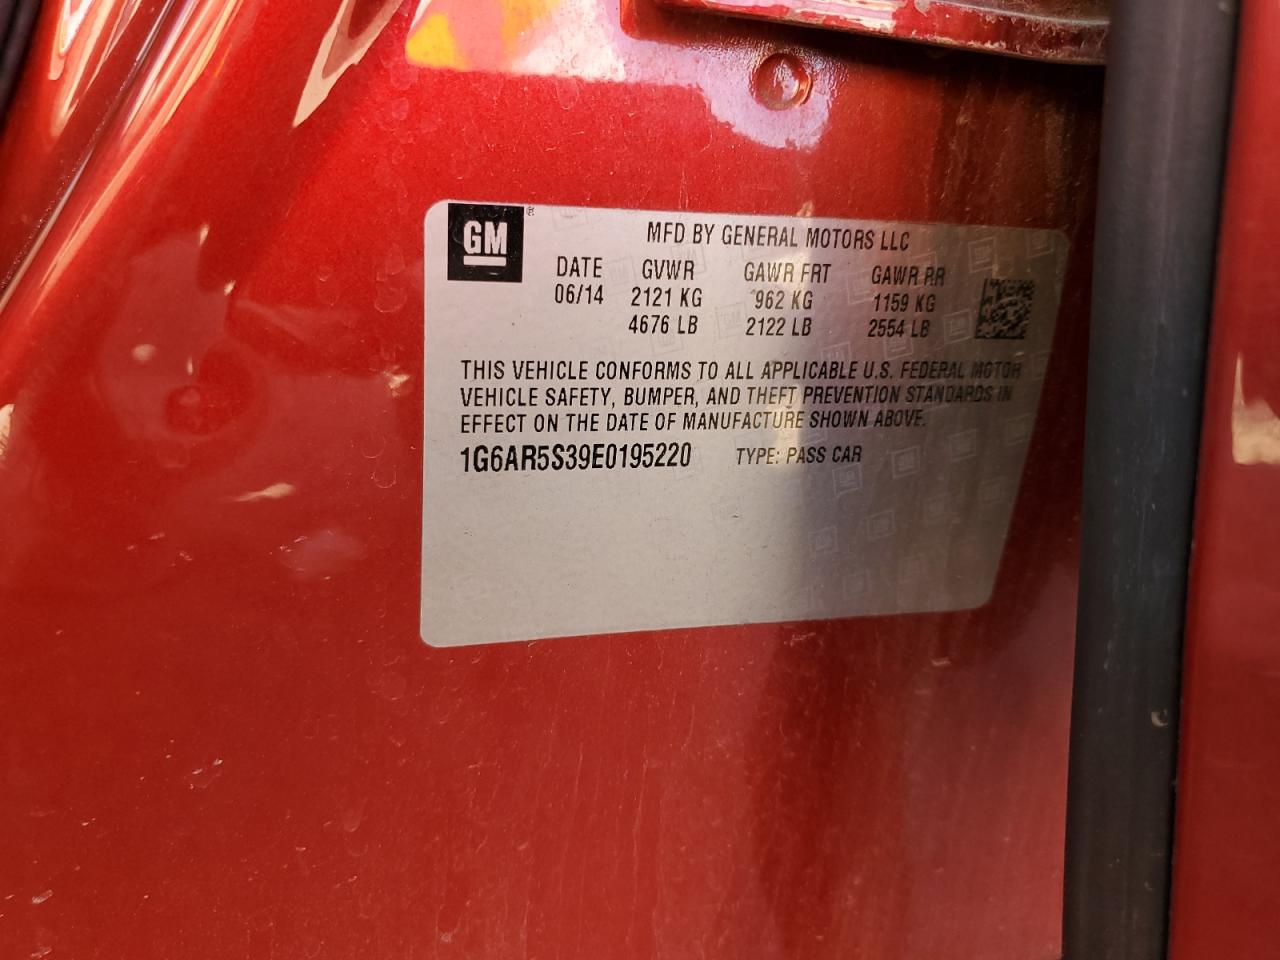 GM
MFD BY GENERAL MOTORS LLC
DATE GVWR GAWR FRT GAWR RR
06/14 2121 KG 962 KG 1159 KG
4676 LB 2122 LB 2554 LB
THIS VEHICLE CONFORMS TO ALL APPLICABLE U.S. FEDERAL MOTOR
VEHICLE SAFETY, BUMPER, AND THEFT PREVENTION STANDARDS IN
EFFECT ON THE DATE OF MANUFACTURE SHOWN ABOVE.
1G6AR5S39E0195220 TYPE: PASS CAR